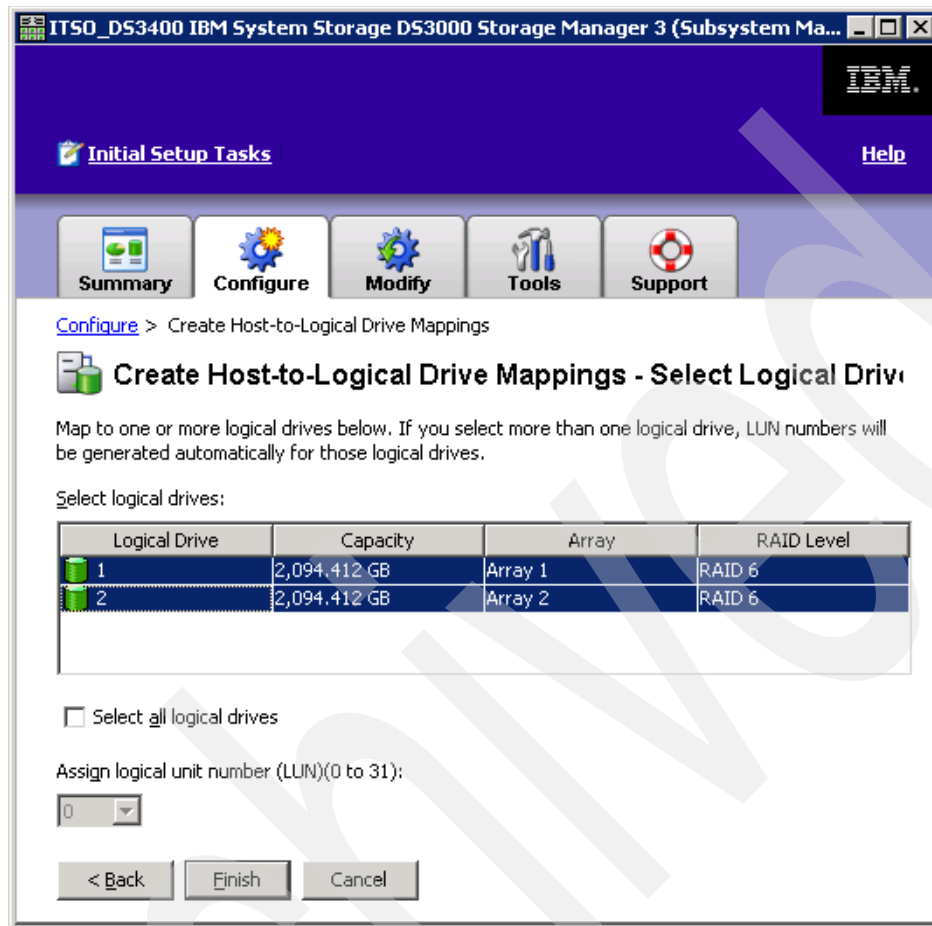 ITSO_DS3400 IBM System Storage DS3000 Storage Manager 3 (Subsystem Ma...
IBM.
Initial Setup Tasks
Help
Summary
Configure
Modify
Tools
Support
Configure > Create Host-to-Logical Drive Mappings
Create Host-to-Logical Drive Mappings - Select Logical Driv
Map to one or more logical drives below. If you select more than one logical drive, LUN numbers will
be generated automatically for those logical drives.
Select logical drives:
Logical Drive Capacity Array RAID Level
1 2,094.412 GB Array 1 RAID 6
2 2,094.412 GB Array 2 RAID 6
Select all logical drives
Assign logical unit number (LUN)(0 to 31):
0
< Back Finish Cancel